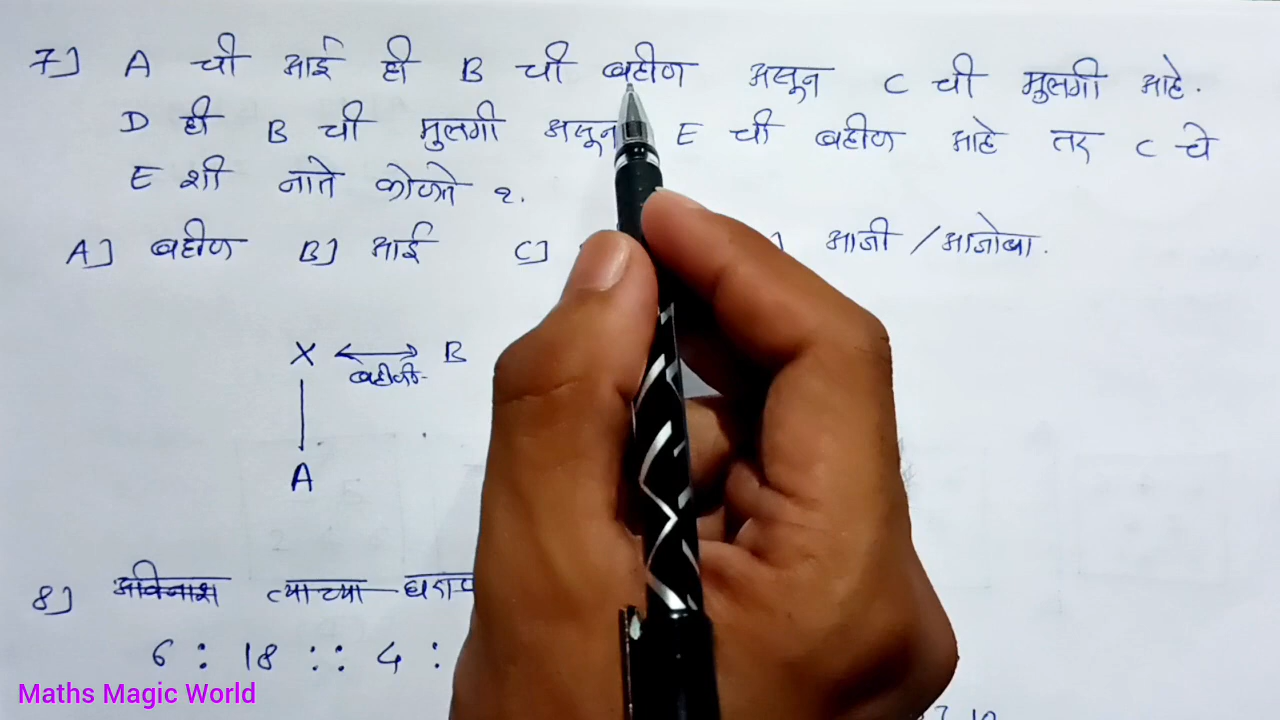 7] A ची आई ही B ची बहीण असून C ची मुलगी आहे.
D ही B ची मुलगी असून E ची बहीण आहे तर C चे
E शी नाते कोणते ?.
A] बहीण B] आई C] ] आजी / आजोबा.
X ↔ B
बहीण
A
8] अविनाश त्याच्या
6 : 18 :: 4 :
Maths Magic World